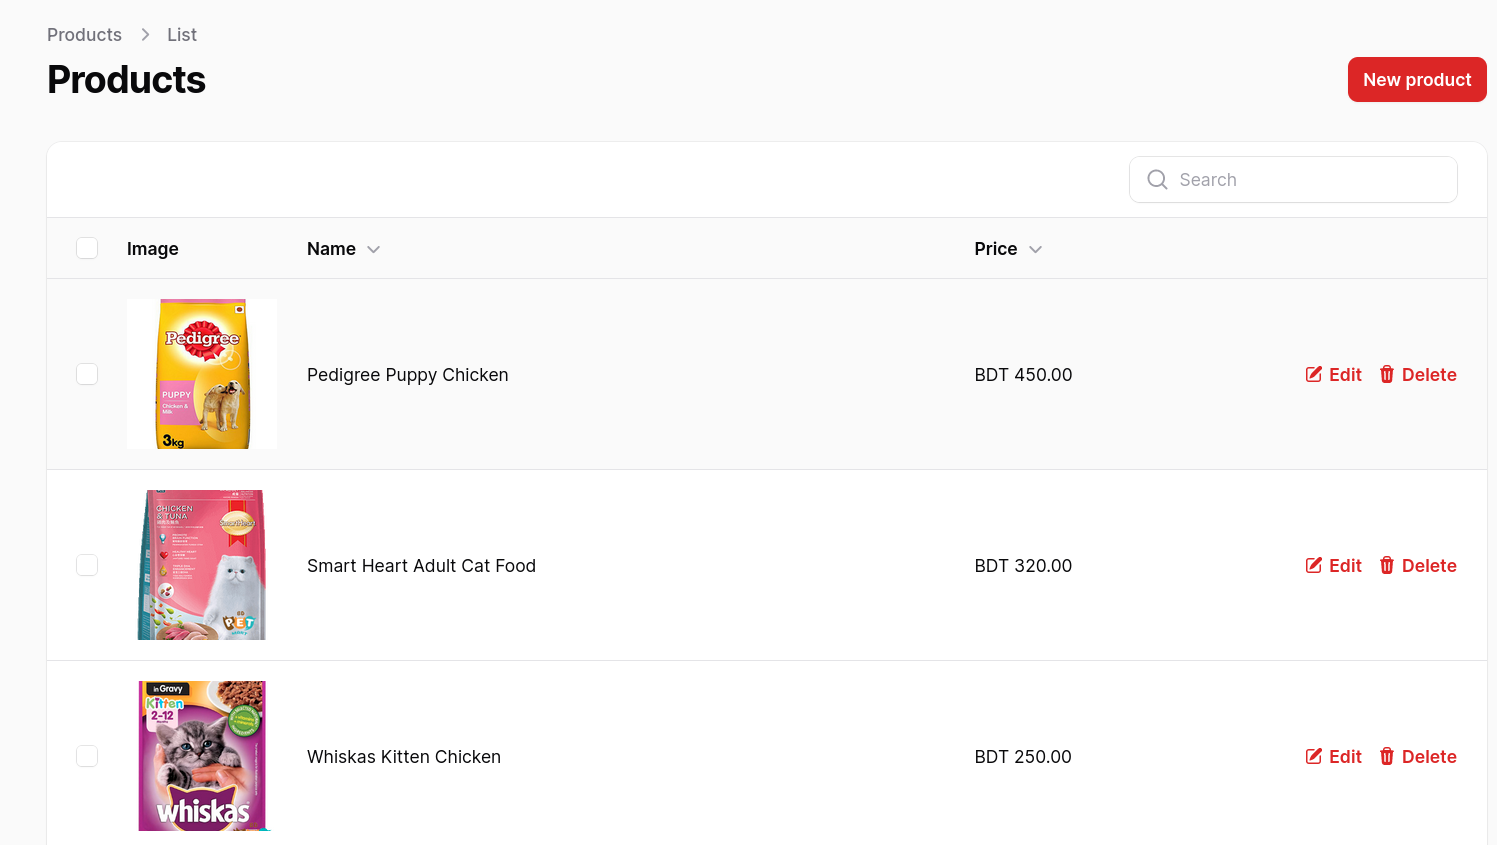 Products > List
Products
New product
Search
Image Name Price
Pedigree
PUPPY
Chicken &
Milk
3kg
Pedigree Puppy Chicken
BDT 450.00
Edit Delete
CHICKEN
& TUNA
SmartHeart
PET
Smart Heart Adult Cat Food
BDT 320.00
Edit Delete
in Gravy
Kitten
2-12
Months
whiskas
Whiskas Kitten Chicken
BDT 250.00
Edit Delete